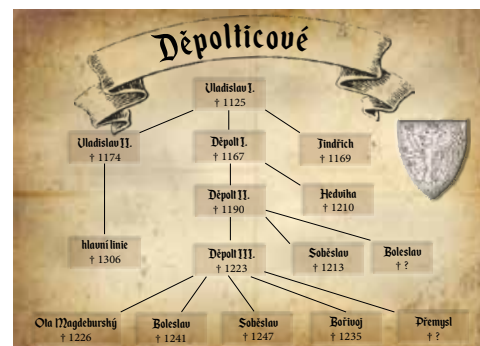 Děpolticové
Vladislav I.
† 1125
Vladislav II.
† 1174
Děpolt I.
† 1167
Jindřich
† 1169
Děpolt II.
† 1190
Hedvika
† 1210
hlavní linie
† 1306
Děpolt III.
† 1223
Soběslav
† 1213
Boleslav
† ?
Ota Magdeburský
† 1226
Boleslav
† 1241
Soběslav
† 1247
Bořivoj
† 1235
Přemysl
† ?